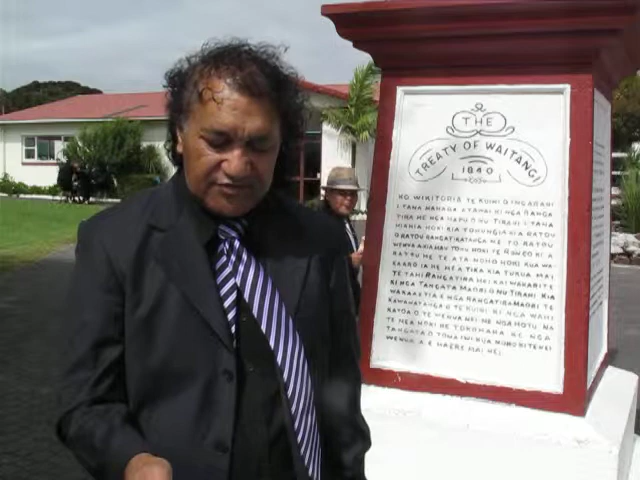 THE
TREATY OF WAITANGI
1840
KO WIKITORIA TE KUINI O INGARANI
I TANA MAHARA ATAWAI KI NGA RANGA
TIRA ME NGA HAPU O NU TIRANI I TANA
HIAHIA HOKI KIA TOHUNGIA KIA RATOU
O RATOU RANGATIRATANGA ME TO RATOU
WENUA A KIA MAU TONU HOKI TE RONGO KI A
RATOU ME TE ATA NOHO HOKI KUA WA
KAARO IA HE MEA TIKA KIA TUKUA MAI
TE TAHI RANGATIRA HEI KAI WAKARITE
KI NGA TANGATA MAORI O NU TIRANI KIA
WAKAAETIA E NGA RANGATIRA MAORI TE
KAWANATANGA O TE KUINI KI NGA WAHI
KATOA O TE WENUA NEI ME NGA MOTU NA
TE MEA HOKI HE TOKOMAHA KE NGA
TANGATA O TONA IWI KUA NOHO KI TENEI
WENUA A E HAERE MAI NEI.